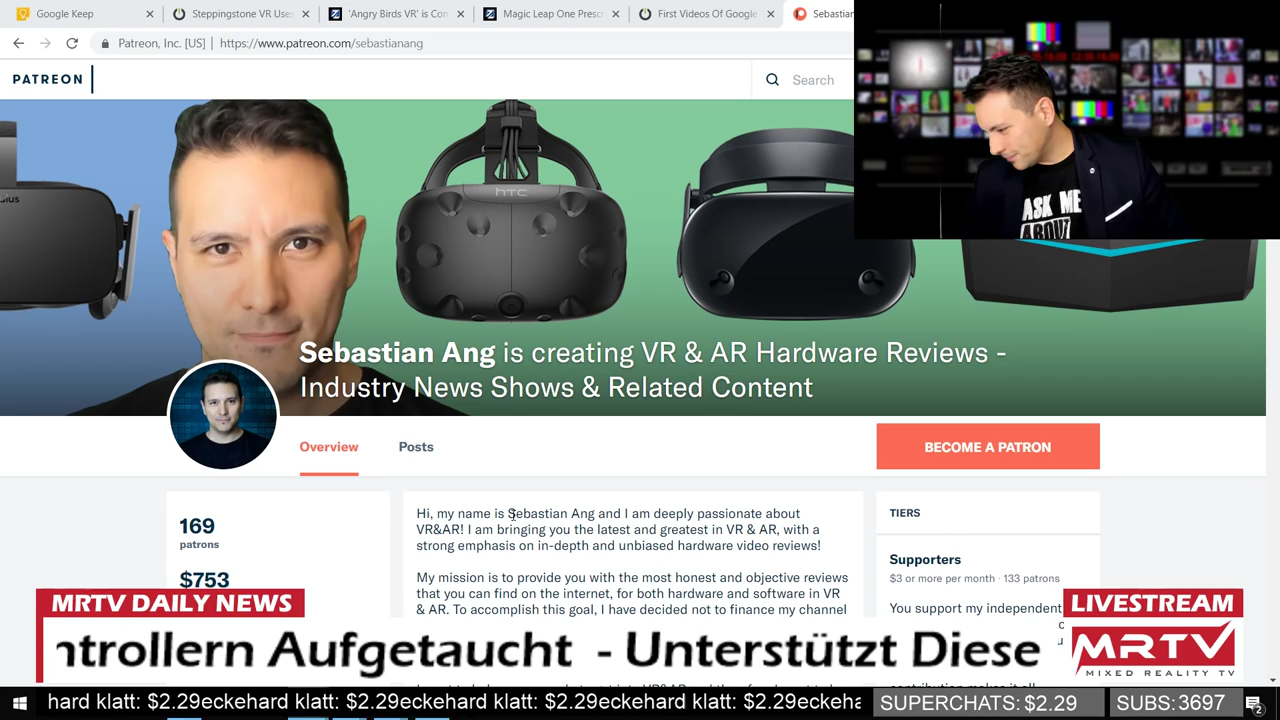 Google Keep
Steppingstone VR Uses
'Angry Birds VR' is Con
Magic Leap One Presc
First Videos Of Google
Sebastian
Patreon, Inc. [US] | https://www.patreon.com/sebastianang
PATREON
Search
ASK ME
ABOUT
hTC
Sebastian Ang is creating VR & AR Hardware Reviews -
Industry News Shows & Related Content
Overview
Posts
BECOME A PATRON
169
patrons
$753
Hi, my name is Sebastian Ang and I am deeply passionate about
VR&AR! I am bringing you the latest and greatest in VR & AR, with a
strong emphasis on in-depth and unbiased hardware video reviews!
My mission is to provide you with the most honest and objective reviews
that you can find on the internet, for both hardware and software in VR
& AR. To accomplish this goal, I have decided not to finance my channel
TIERS
Supporters
$3 or more per month · 133 patrons
You support my independent
MRTV DAILY NEWS
ntrollern Aufgetaucht - Unterstützt Diese
LIVESTREAM
MRTV
MIXED REALITY TV
hard klatt: $2.29eckehard klatt: $2.29eckehard klatt: $2.29eckehard klatt: $2.29eckeha
SUPERCHATS: $2.29
SUBS: 3697
2